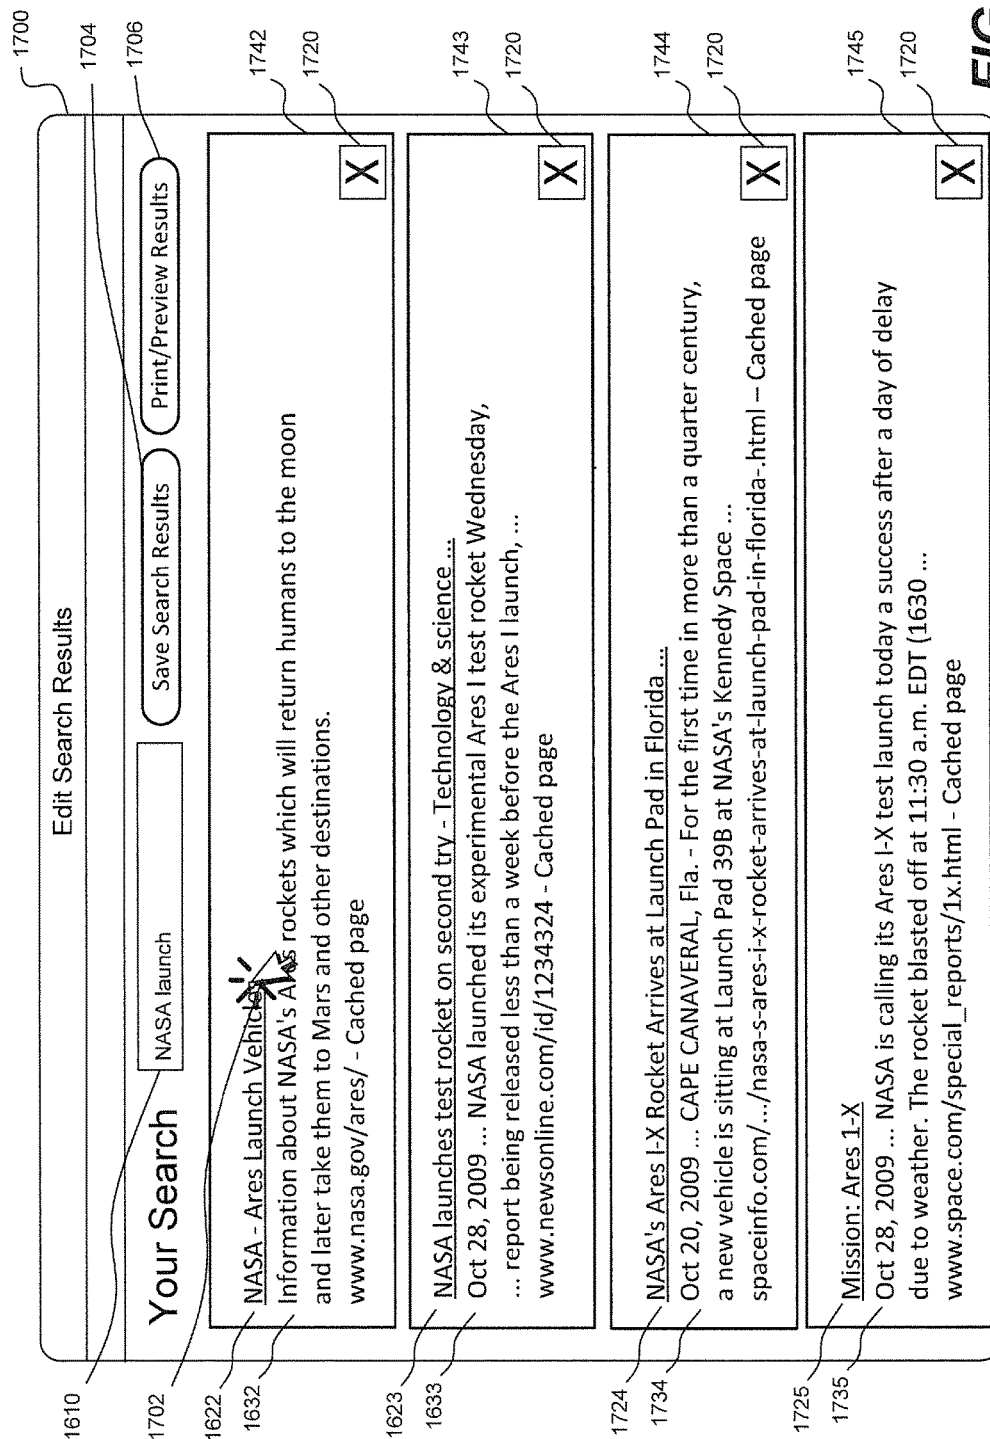 1700
1704
1706
Edit Search Results
1610
Your Search
NASA launch
Save Search Results
Print/Preview Results
1702
1622
NASA - Ares Launch Vehicles
1742
1632
Information about NASA's Ares rockets which will return humans to the moon
and later take them to Mars and other destinations.
www.nasa.gov/ares/ - Cached page
X
1720
1623
NASA launches test rocket on second try - Technology & science ...
1743
1633
Oct 28, 2009 ... NASA launched its experimental Ares I test rocket Wednesday,
... report being released less than a week before the Ares I launch, ...
www.newsonline.com/id/1234324 - Cached page
X
1720
1724
NASA's Ares I-X Rocket Arrives at Launch Pad in Florida ...
1744
1734
Oct 20, 2009 ... CAPE CANAVERAL, Fla. - For the first time in more than a quarter century,
a new vehicle is sitting at Launch Pad 39B at NASA's Kennedy Space ...
spaceinfo.com/.../nasa-s-ares-i-x-rocket-arrives-at-launch-pad-in-florida-.html – Cached page
X
1720
1725
Mission: Ares 1-X
1745
1735
Oct 28, 2009 ... NASA is calling its Ares I-X test launch today a success after a day of delay
due to weather. The rocket blasted off at 11:30 a.m. EDT (1630 ...
www.space.com/special_reports/1x.html - Cached page
X
1720
FIG